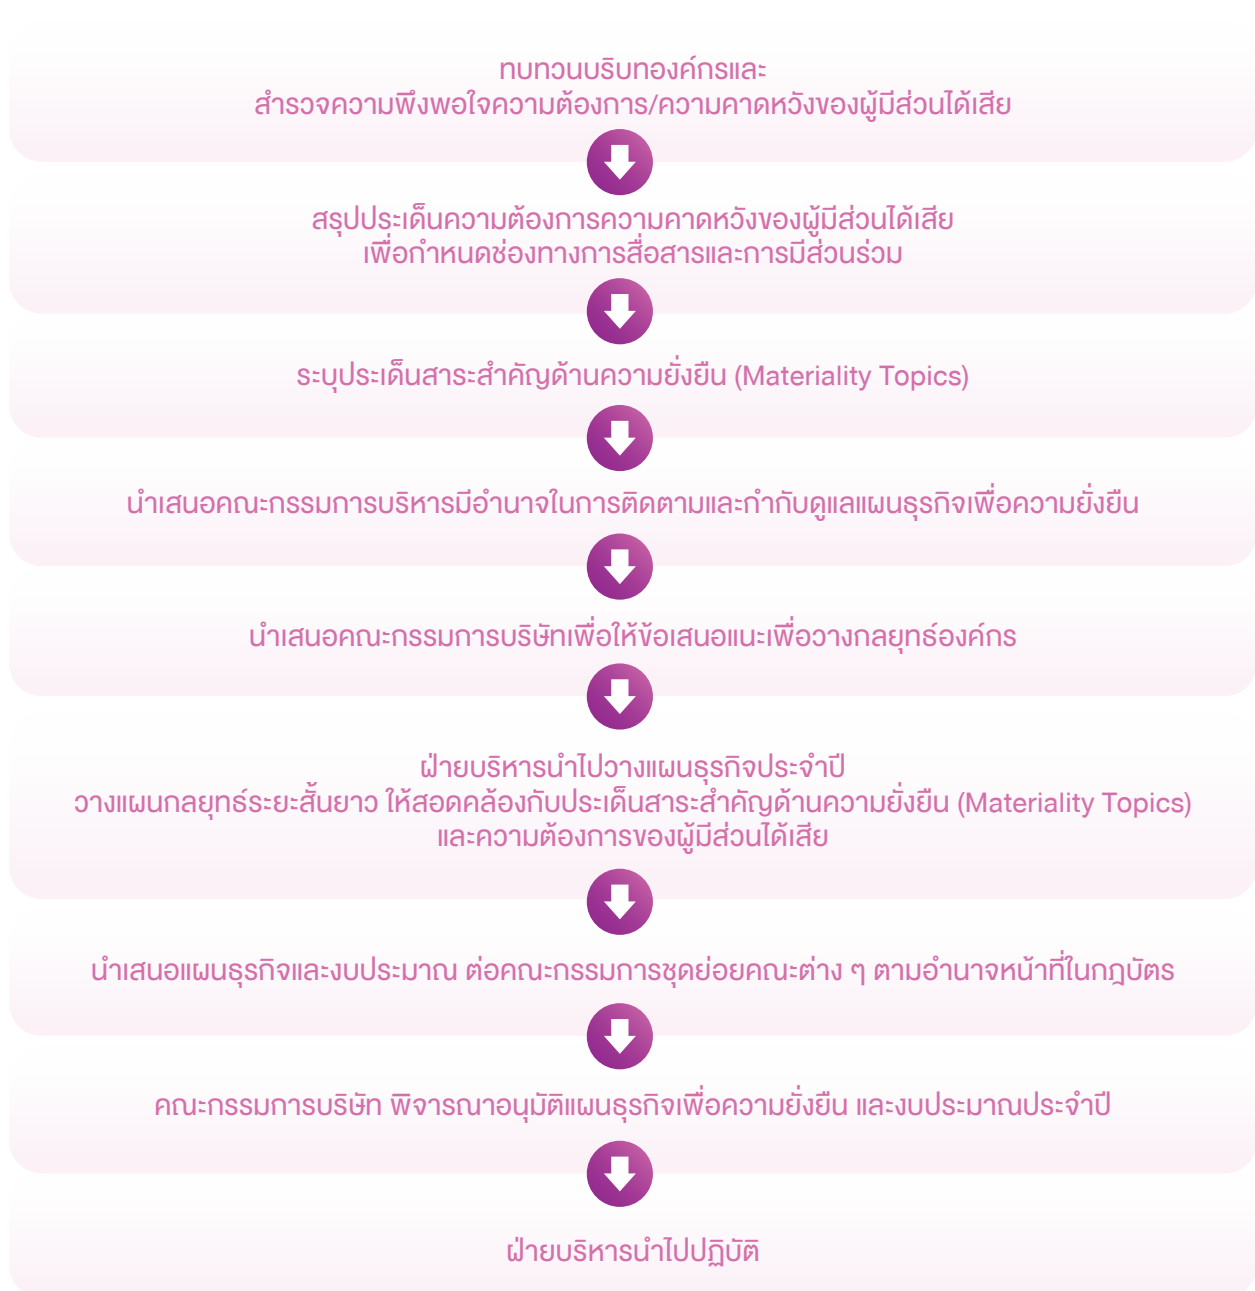 ทบทวนบริบทองค์กรและ
สำรวจความพึงพอใจความต้องการ/ความคาดหวังของผู้มีส่วนได้เสีย
สรุปประเด็นความต้องการความคาดหวังของผู้มีส่วนได้เสีย
เพื่อกำหนดช่องทางการสื่อสารและการมีส่วนร่วม
ระบุประเด็นสาระสำคัญด้านความยั่งยืน (Materiality Topics)
นำเสนอคณะกรรมการบริหารมีอำนาจในการติดตามและกำกับดูแลแผนธุรกิจเพื่อความยั่งยืน
นำเสนอคณะกรรมการบริษัทเพื่อให้ข้อเสนอแนะเพื่อวางกลยุทธ์องค์กร
ฝ่ายบริหารนำไปวางแผนธุรกิจประจำปี
วางแผนกลยุทธ์ระยะสั้นยาว ให้สอดคล้องกับประเด็นสาระสำคัญด้านความยั่งยืน (Materiality Topics)
และความต้องการของผู้มีส่วนได้เสีย
นำเสนอแผนธุรกิจและงบประมาณ ต่อคณะกรรมการชุดย่อยคณะต่าง ๆ ตามอำนาจหน้าที่ในกฎบัตร
คณะกรรมการบริษัท พิจารณาอนุมัติแผนธุรกิจเพื่อความยั่งยืน และงบประมาณประจำปี
ฝ่ายบริหารนำไปปฏิบัติ